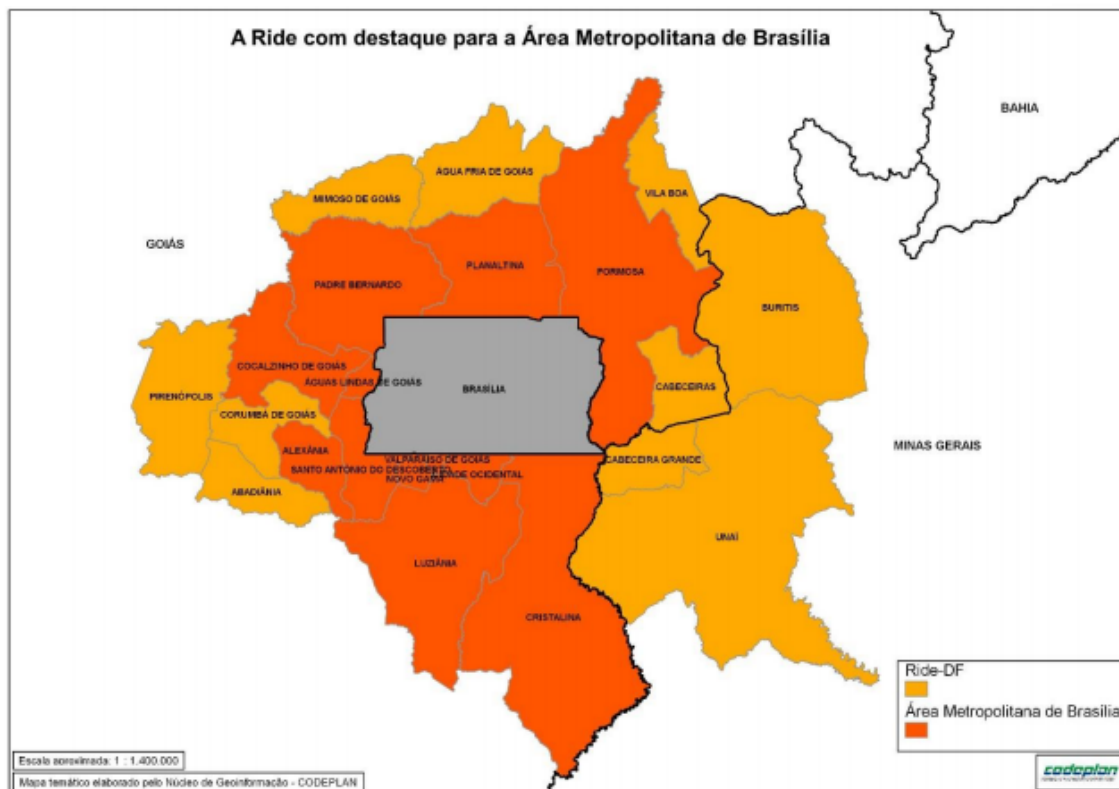 A Ride com destaque para a Área Metropolitana de Brasília
BAHIA
ÁGUA FRIA DE GOIÁS
VILA BOA
MIMOSO DE GOIÁS
GOIÁS
PLANALTINA
FORMOSA
PADRE BERNARDO
BURITIS
COCALZINHO DE GOIÁS
ÁGUAS LINDAS DE GOIÁS
BRASÍLIA
CABECEIRAS
PIRENÓPOLIS
CORUMBÁ DE GOIÁS
MINAS GERAIS
ALEXÂNIA
VALPARAÍSO DE GOIÁS
CABECEIRA GRANDE
SANTO ANTÔNIO DO DESCOBERTO
CIDADE OCIDENTAL
NOVO GAMA
ABADIÂNIA
UNAÍ
LUZIÂNIA
CRISTALINA
Ride-DF
Área Metropolitana de Brasília
Escala aproximada: 1 : 1.400.000
Mapa temático elaborado pelo Núcleo de Geoinformação - CODEPLAN
codeplan